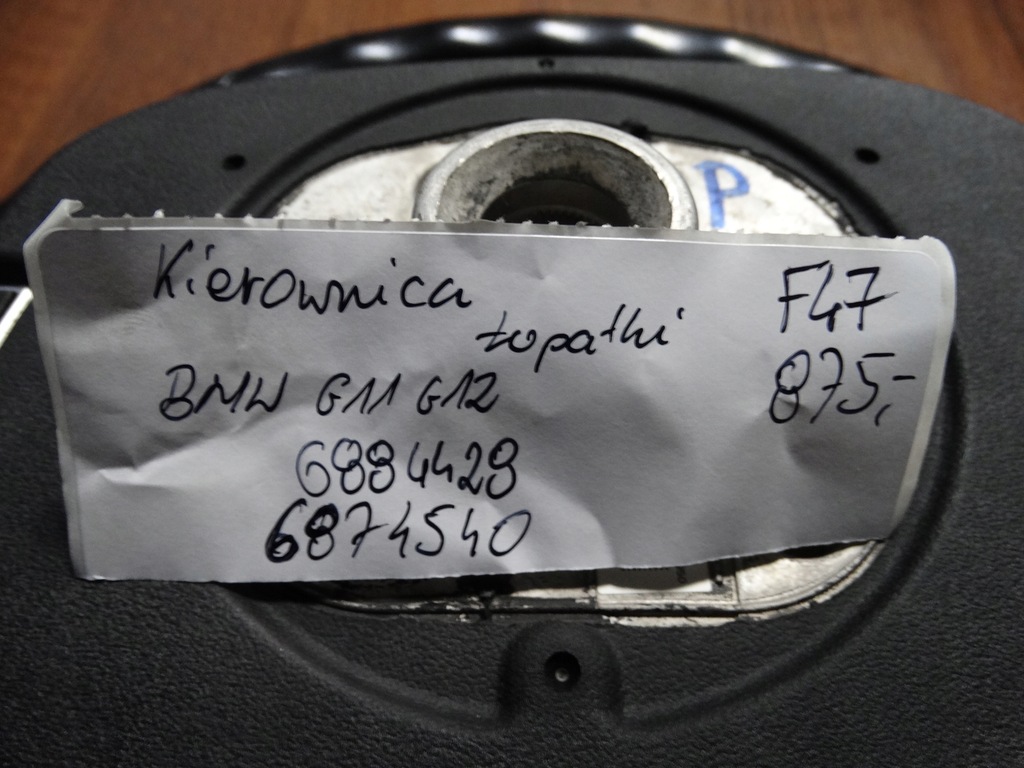 P
Kierownica F47
łopatki
BMW G11 G12 875,-
6884428
6874540